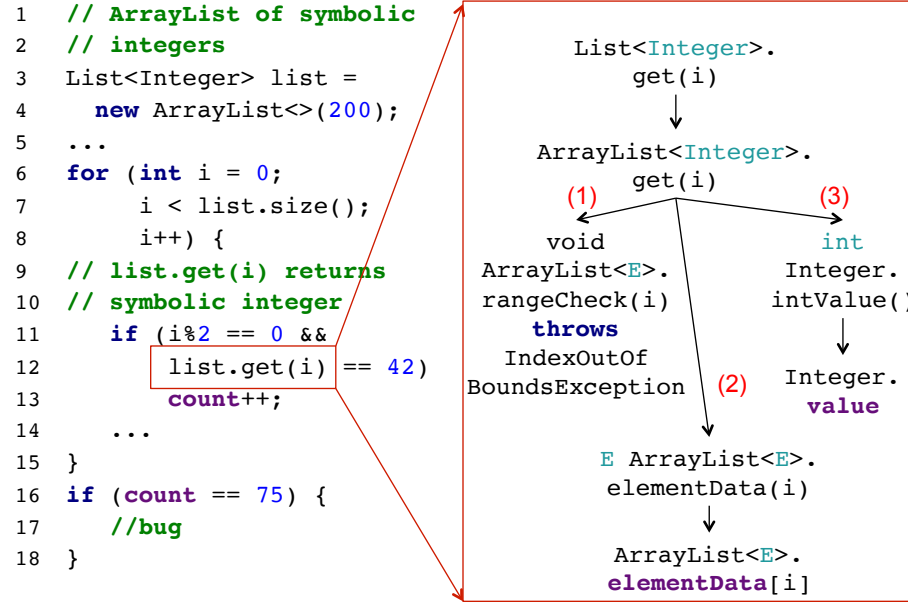 1 // ArrayList of symbolic
2 // integers
3 List<Integer> list =
4 new ArrayList<>(200);
5 ...
6 for (int i = 0;
7 i < list.size();
8 i++) {
9 // list.get(i) returns
10 // symbolic integer
11 if (i%2 == 0 &&
12 list.get(i) == 42)
13 count++;
14 ...
15 }
16 if (count == 75) {
17 //bug
18 }
List<Integer>.
get(i)
ArrayList<Integer>.
get(i)
(1)
void
ArrayList<E>.
rangeCheck(i)
throws
IndexOutOf
BoundsException
(2)
E ArrayList<E>.
elementData(i)
ArrayList<E>.
elementData[i]
(3)
int
Integer.
intValue()
Integer.
value